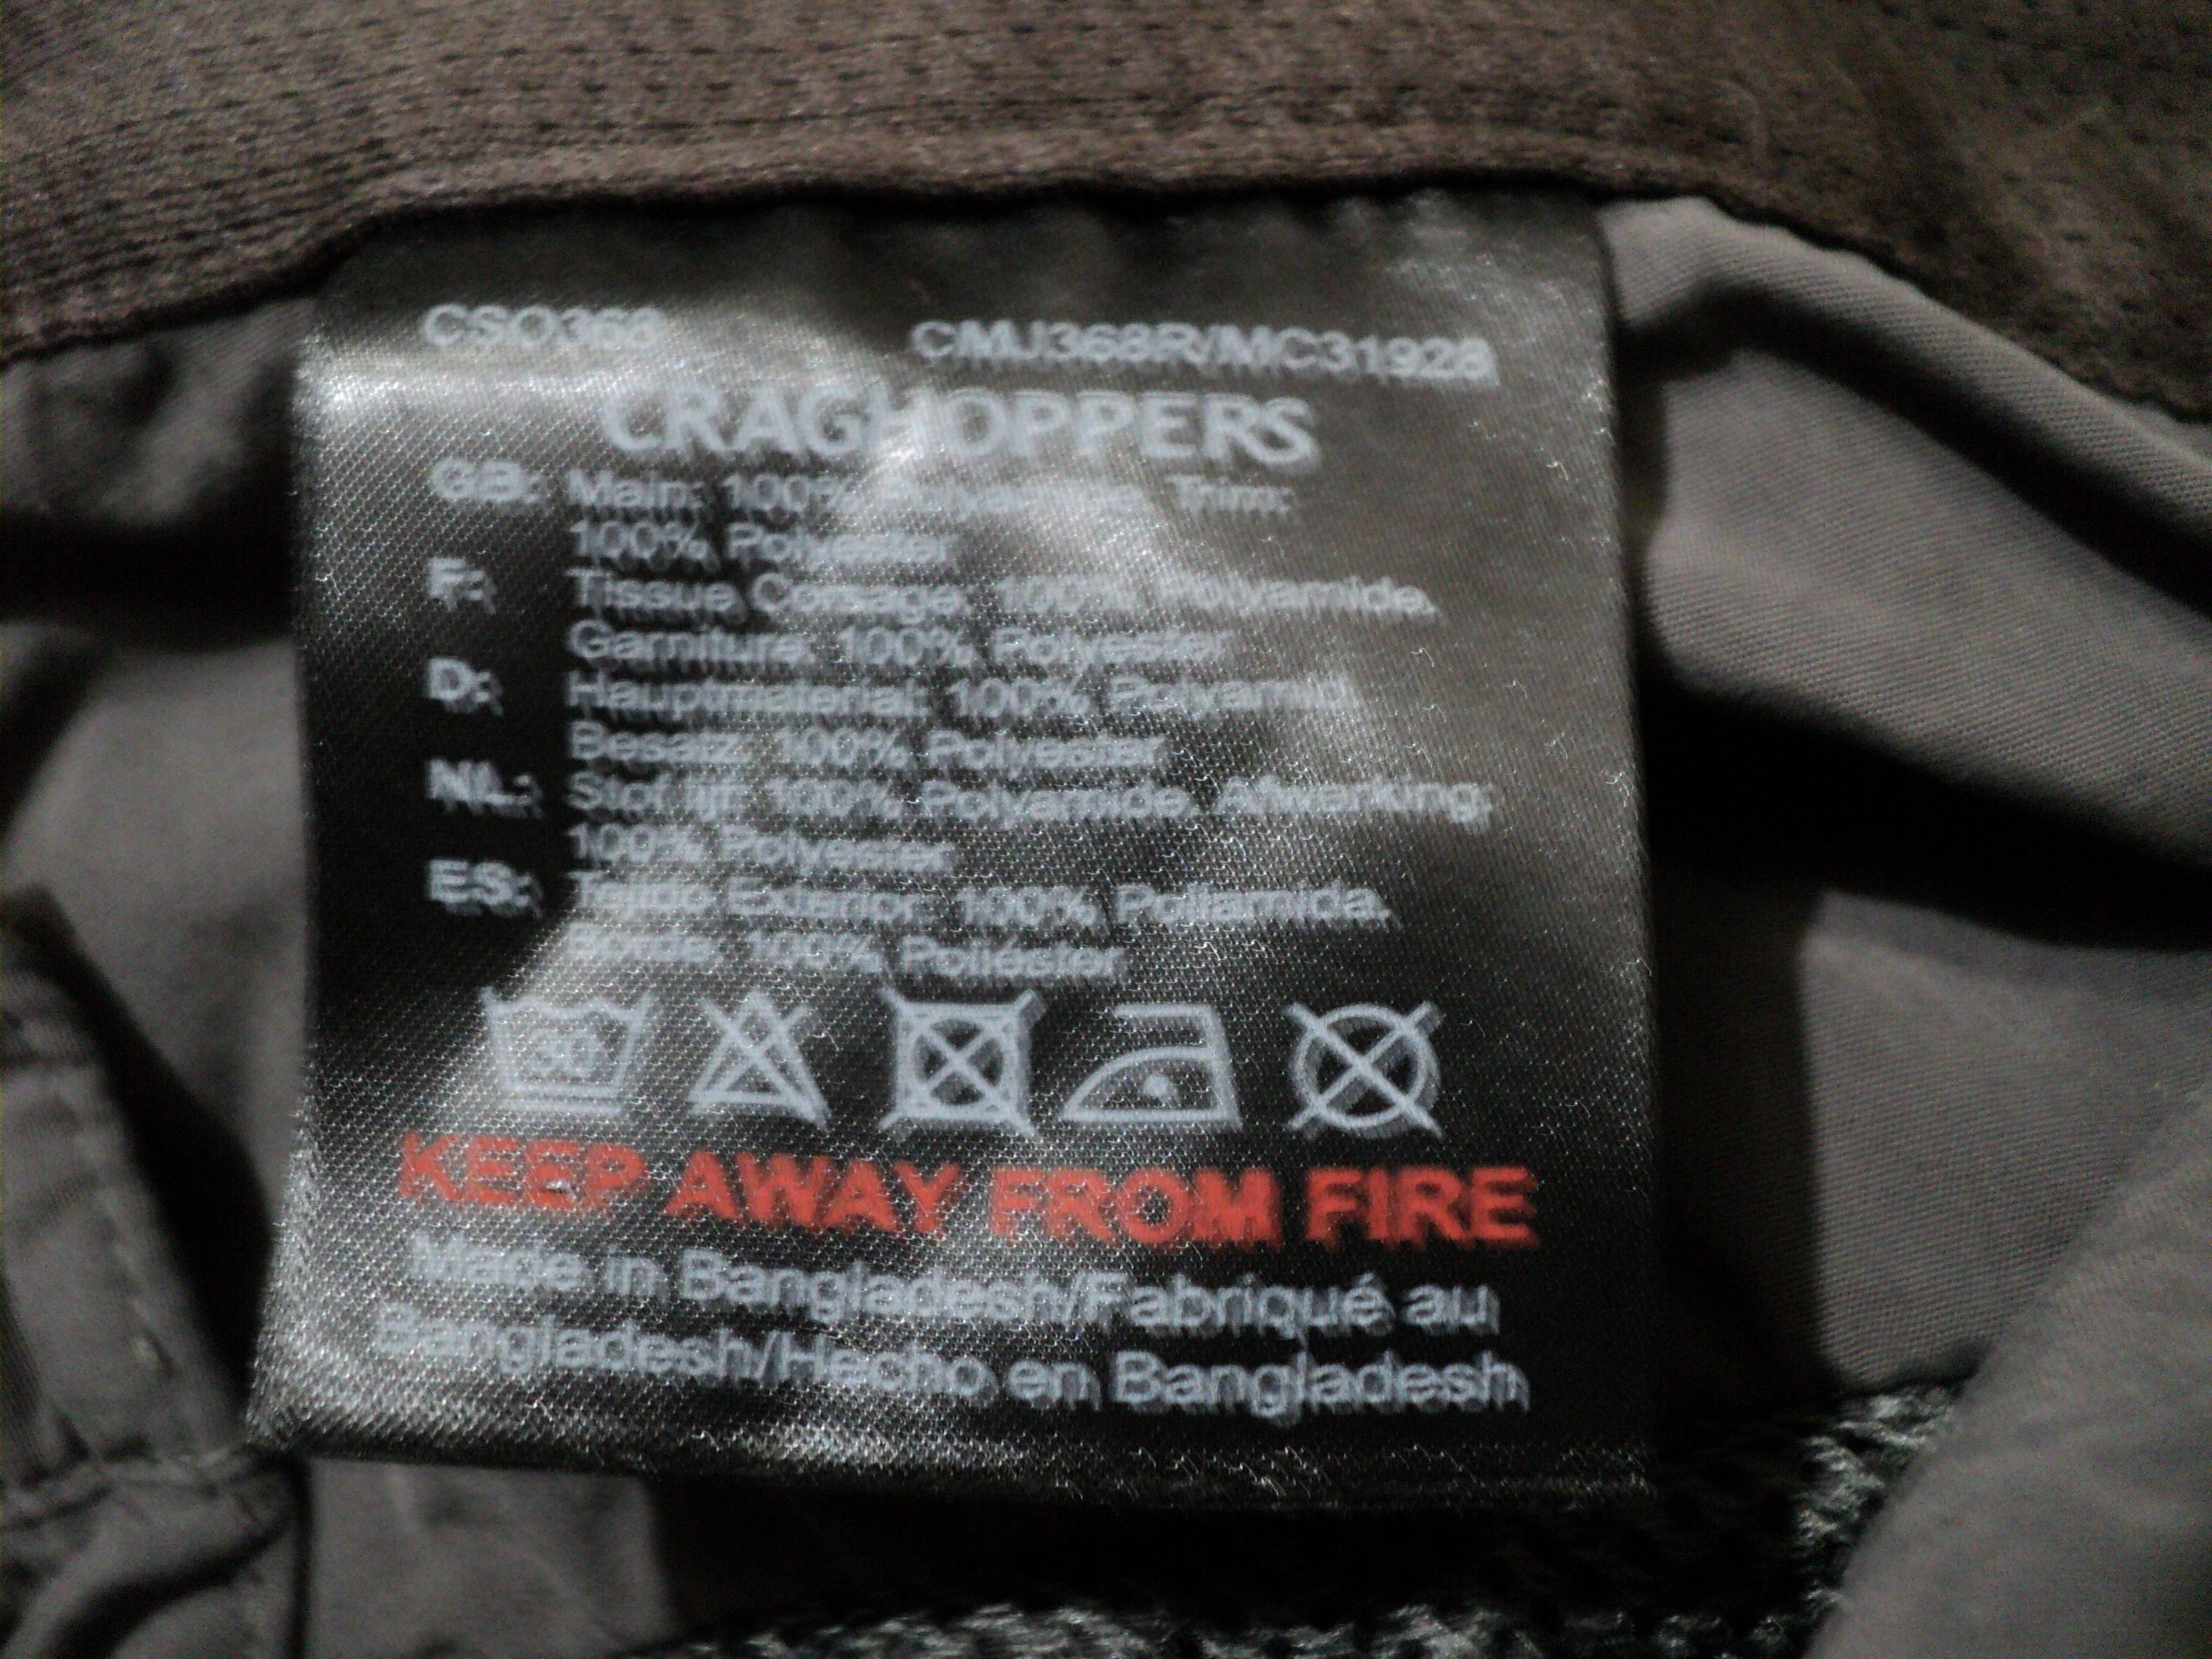 CSO368 CMJ368R/MC31928
CRAGHOPPERS
GB: Main: 100% Polyamide, Trim:
100% Polyester
F: Tissue Corsage: 100% Polyamide,
Garniture: 100% Polyester
D: Hauptmaterial: 100% Polyamid,
Besatz: 100% Polyester
NL: Stof lijf: 100% Polyamide, Afwerking:
100% Polyester
ES: Tejido Exterior: 100% Poliamida,
Borde: 100% Poliéster
30
KEEP AWAY FROM FIRE
Made in Bangladesh/Fabriqué au
Bangladesh/Hecho en Bangladesh